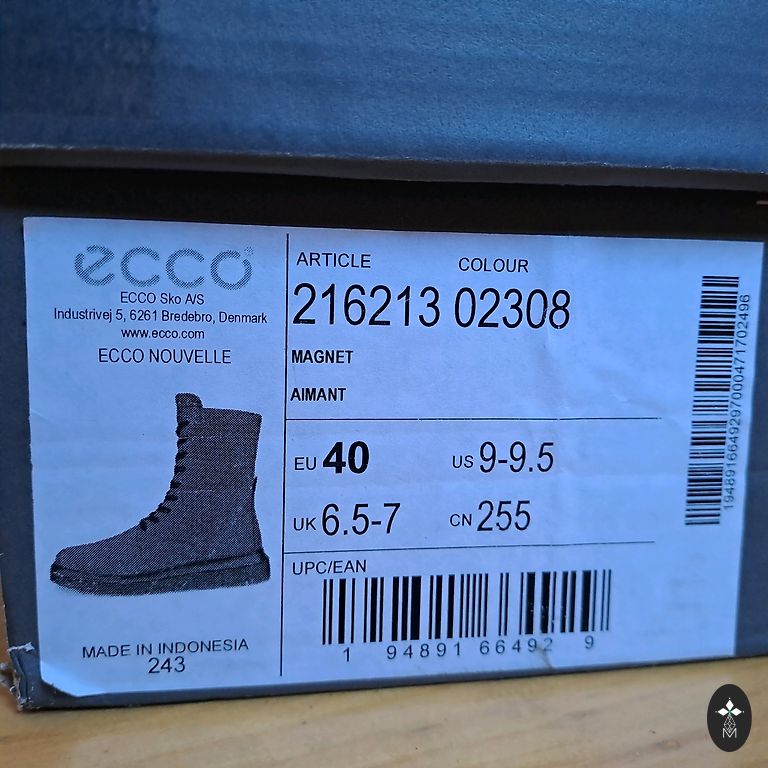 ecco
ECCO Sko A/S
Industrivej 5, 6261 Bredebro, Denmark
www.ecco.com
ECCO NOUVELLE
MADE IN INDONESIA
243
ARTICLE COLOUR
216213 02308
MAGNET
AIMANT
EU 40 US 9-9.5
UK 6.5-7 CN 255
UPC/EAN
1 94891 66492 9
1948916649297000471702496
M